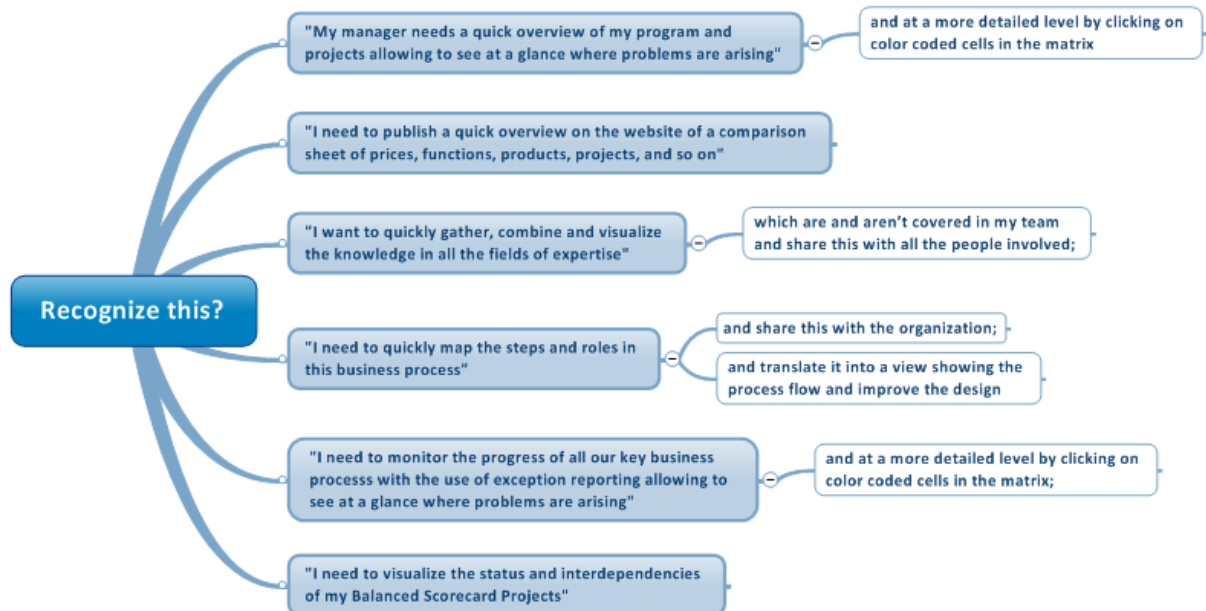 "My manager needs a quick overview of my program and
projects allowing to see at a glance where problems are arising"
and at a more detailed level by clicking on
color coded cells in the matrix
"I need to publish a quick overview on the website of a comparison
sheet of prices, functions, products, projects, and so on"
"I want to quickly gather, combine and visualize
the knowledge in all the fields of expertise"
which are and aren’t covered in my team
and share this with all the people involved;
Recognize this?
"I need to quickly map the steps and roles in
this business process"
and share this with the organization;
and translate it into a view showing the
process flow and improve the design
"I need to monitor the progress of all our key business
processs with the use of exception reporting allowing to
see at a glance where problems are arising"
and at a more detailed level by clicking on
color coded cells in the matrix;
"I need to visualize the status and interdependencies
of my Balanced Scorecard Projects"